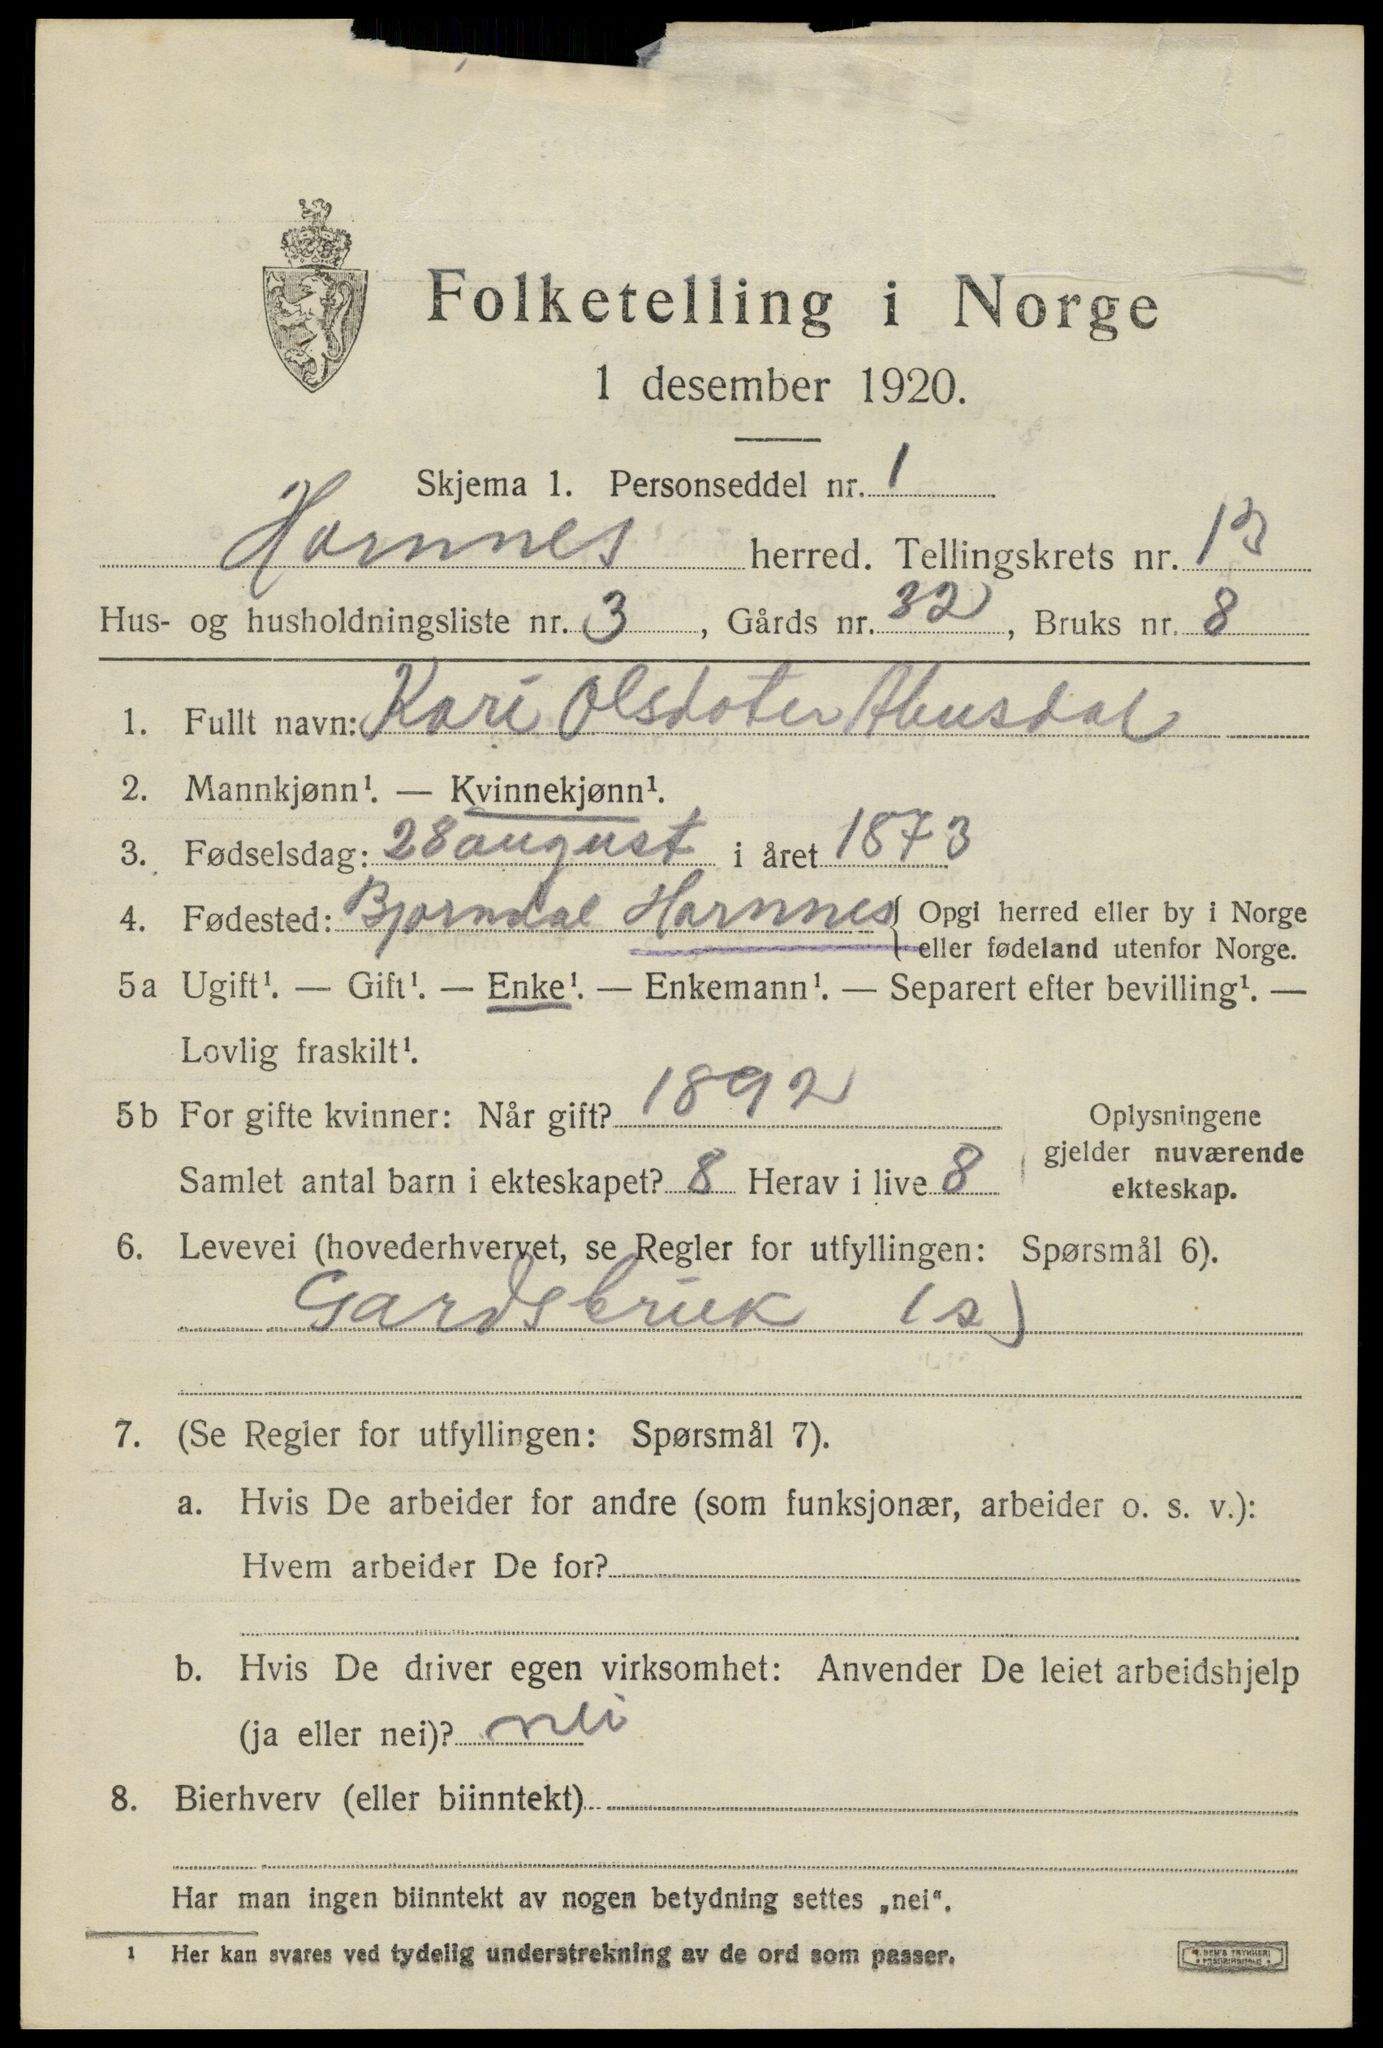 Folketelling i Norge
1 desember 1920.
Skjema 1. Personseddel nr. 1
Hornnes herred. Tellingskrets nr. 13
Hus- og husholdningsliste nr. 3, Gårds nr. 32, Bruks nr. 8
1. Fullt navn: Kari Olsdoter Abusdal
2. Mannkjønn¹. — Kvinnekjønn¹.
3. Fødselsdag: 28 august i året 1873
4. Fødested: Bjorndal Hornnes { Opgi herred eller by i Norge
eller fødeland utenfor Norge.
5a Ugift¹. — Gift¹. — Enke¹. — Enkemann¹. — Separert efter bevilling¹. —
Lovlig fraskilt¹.
5b For gifte kvinner: Når gift? 1892
Samlet antal barn i ekteskapet? 8 Herav i live 8
Oplysningene
gjelder nuværende
ekteskap.
6. Levevei (hovederhvervet, se Regler for utfyllingen: Spørsmål 6).
Gardsbruk (s)
7. (Se Regler for utfyllingen: Spørsmål 7).
a. Hvis De arbeider for andre (som funksjonær, arbeider o. s. v.):
Hvem arbeider De for?
b. Hvis De driver egen virksomhet: Anvender De leiet arbeidshjelp
(ja eller nei)? nei
8. Bierhverv (eller biinntekt)
Har man ingen biinntekt av nogen betydning settes „nei“.
¹ Her kan svares ved tydelig understrekning av de ord som passer.